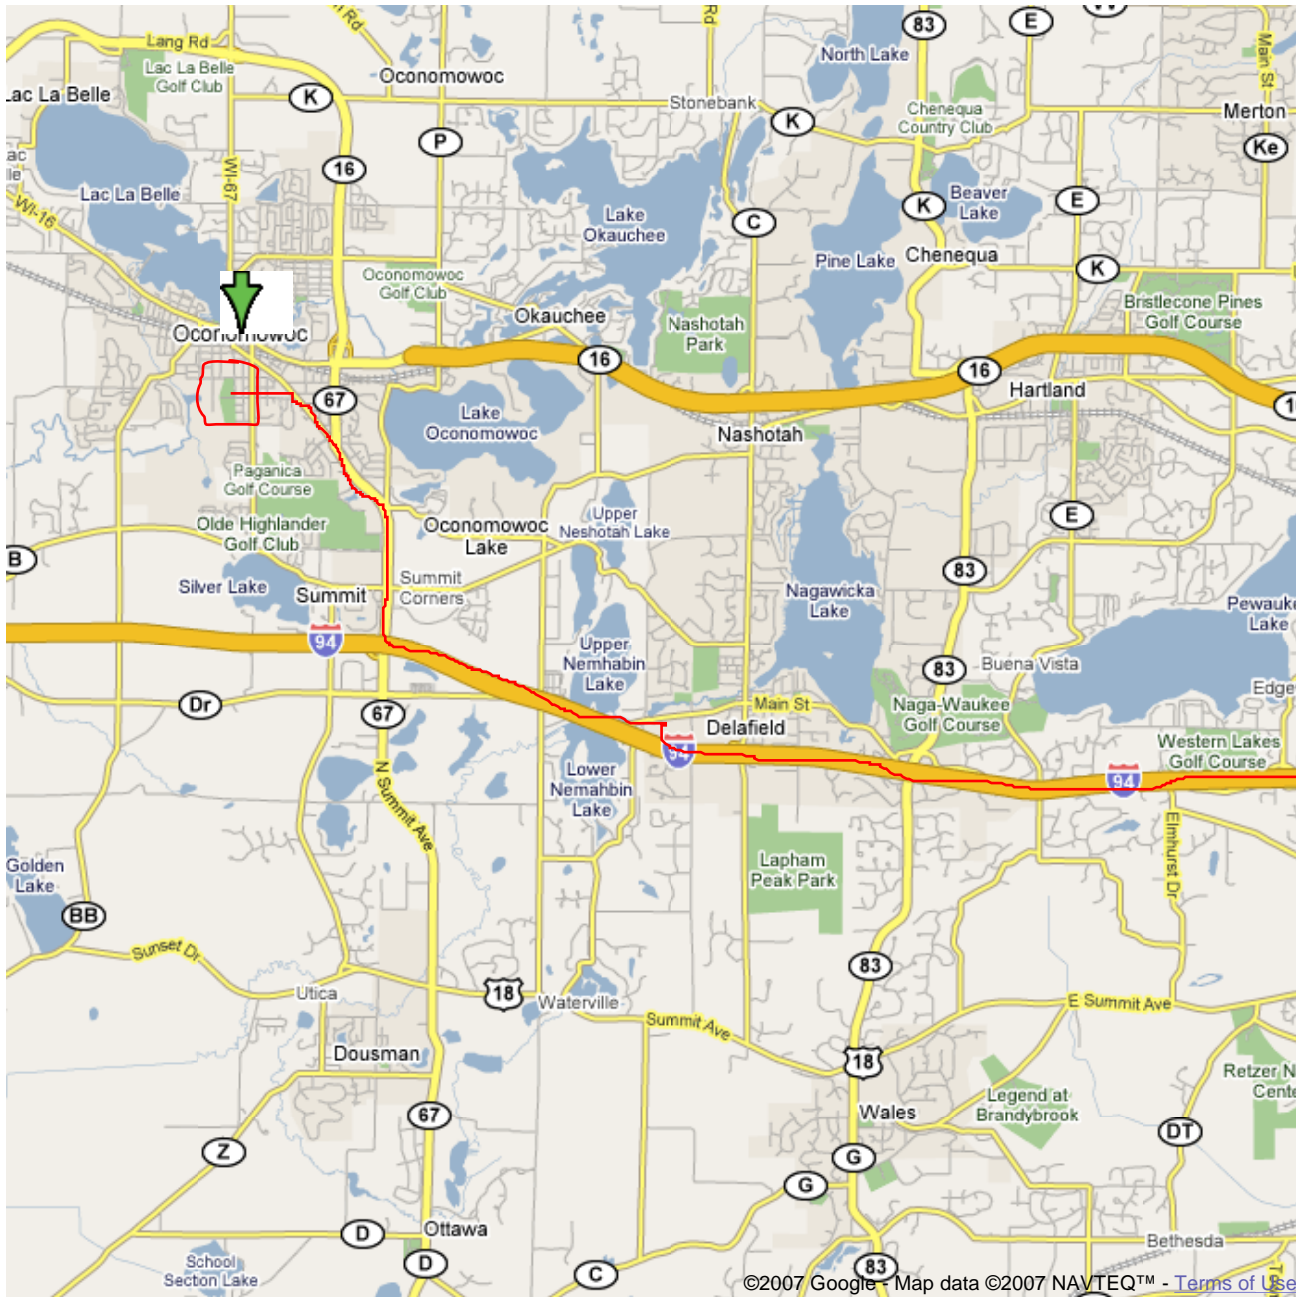 83
E
Lang Rd
Rd
Main St
North Lake
Lac La Belle
Golf Club
Oconomowoc
Lac La Belle
K
Stonebank
K
Chenequa
Country Club
Merton
P
Ke
16
WI-67
Lac La Belle
WI-16
Beaver
Lake
E
K
Lake
Okauchee
C
Pine Lake
Chenequa
K
Oconomowoc
Golf Club
Bristlecone Pines
Golf Course
Okauchee
Nashotah
Park
Oconomowoc
16
16
Hartland
67
Lake
Oconomowoc
Nashotah
Paganica
Golf Course
Olde Highlander
Golf Club
Oconomowoc
Lake
Upper
Neshotah Lake
E
B
83
Silver Lake
Summit
Summit
Corners
Nagawicka
Lake
Pewauke
Lake
94
Upper
Nemhabin
Lake
83
Buena Vista
Edge
Dr
67
Main St
Naga-Waukee
Golf Course
Delafield
94
Western Lakes
Golf Course
94
Lower
Nemahbin
Lake
N Summit Ave
Elmhurst Dr
Golden
Lake
Lapham
Peak Park
BB
Sunset Dr
83
Utica
18
Waterville
E Summit Ave
Summit Ave
Dousman
18
Retzer N
Cente
Legend at
Brandybrook
67
Wales
DT
Z
G
G
D
Ottawa
Bethesda
School
Section Lake
D
C
83
©2007 Google - Map data ©2007 NAVTEQ™ - Terms of Use